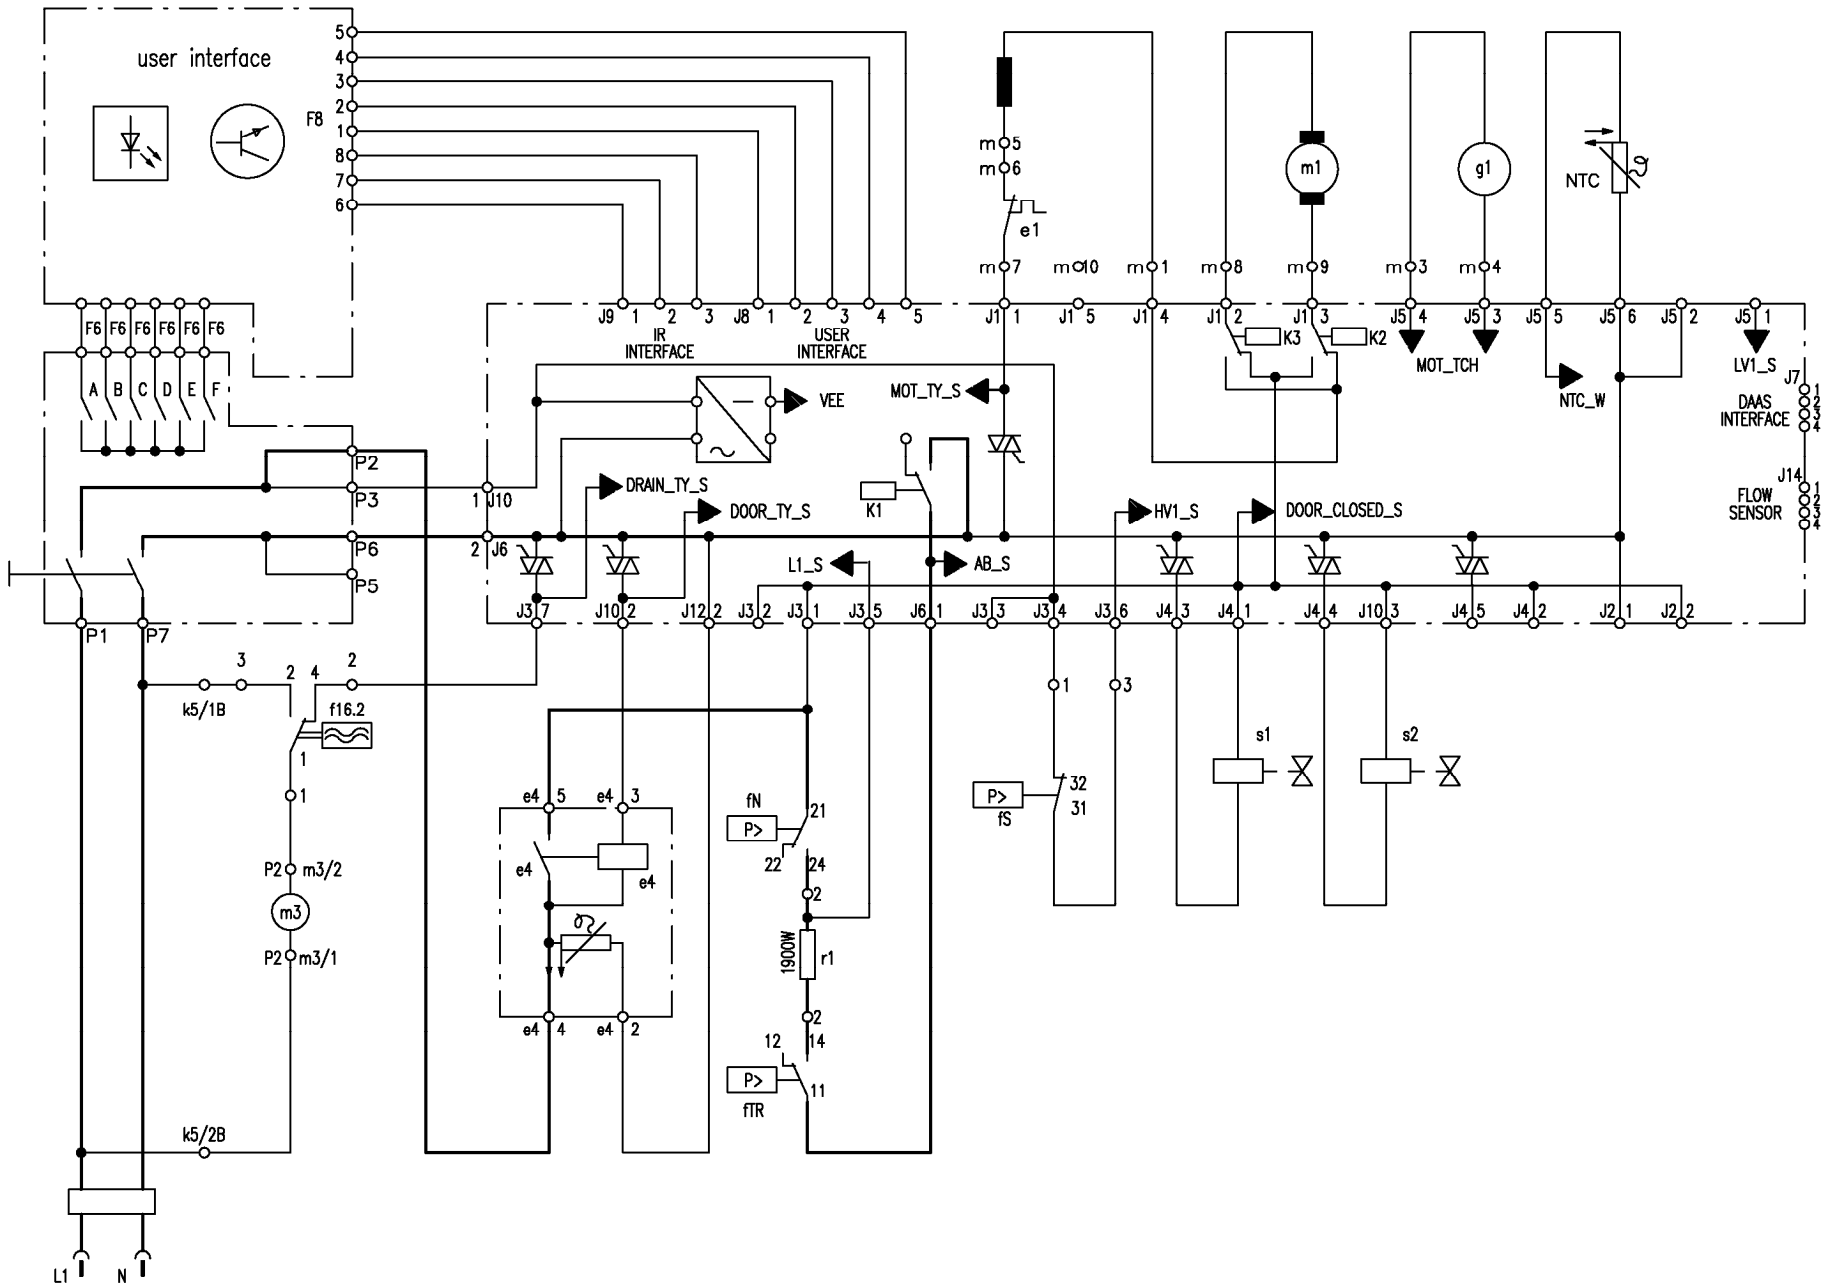 user interface
5
4
3
2
F8
1
8
7
6
m 5
m 6
e1
m1
g1
NTC
m 7
m 10
m 1
m 8
m 9
m 3
m 4
F6 F6 F6 F6 F6 F6
J9 1 2 3 J8 1 2 3 4 5
IR INTERFACE
USER INTERFACE
J1 1
J1 5
J1 4
J1 2
J1 3
J5 4
J5 3
J5 5
J5 6
J5 2
J5 1
K3
K2
MOT_TCH
LV1_S
J7
1
2
3
4
DAAS
INTERFACE
A B C D E F
VEE
MOT_TY_S
NTC_W
P2
P3
1 J10
DRAIN_TY_S
DOOR_TY_S
K1
HV1_S
DOOR_CLOSED_S
J14
1
2
3
4
FLOW
SENSOR
P6
2 J6
P5
L1_S
AB_S
P1
P7
J3 7
J10 2
J12 2
J3 2
J3 1
J3 5
J6 1
J3 3
J3 4
J3 6
J4 3
J4 1
J4 4
J10 3
J4 5
J4 2
J2 1
J2 2
3
2 4
2
k5/1B
f16.2
1
1
1
3
s1
s2
e4 5
e4 3
fN
21
P>
22 24
e4
e4
P>
fS
32
31
P2 m3/2
m3
P2 m3/1
2
1900W
r1
2
e4 4
e4 2
12 14
P>
11
fTR
k5/2B
L1
N